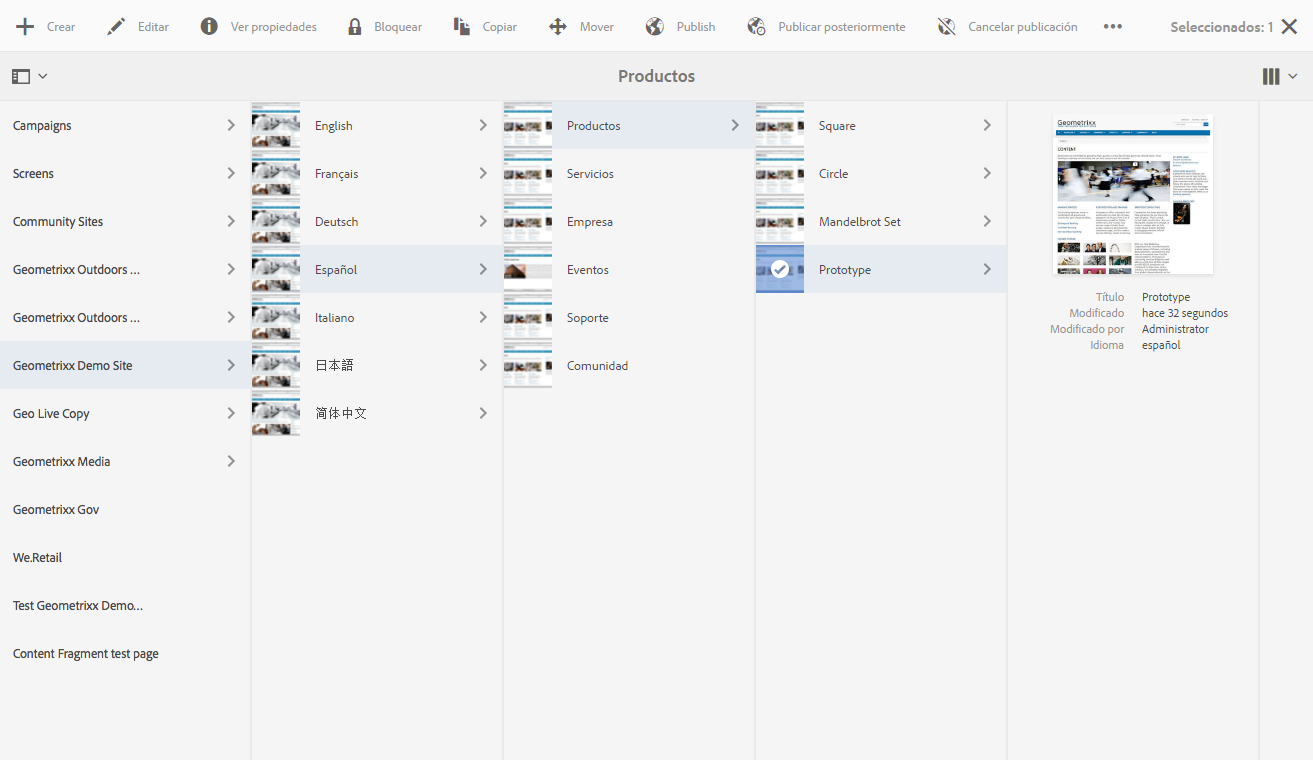 Crear
Editar
Ver propiedades
Bloquear
Copiar
Mover
Publish
Publicar posteriormente
Cancelar publicación
Seleccionados: 1
Productos
Campaigns
Screens
Community Sites
Geometrixx Outdoors ...
Geometrixx Outdoors ...
Geometrixx Demo Site
Geo Live Copy
Geometrixx Media
Geometrixx Gov
We.Retail
Test Geometrixx Demo...
Content Fragment test page
English
Français
Deutsch
Español
Italiano
日本語
简体中文
Productos
Servicios
Empresa
Eventos
Soporte
Comunidad
Square
Circle
Mandelbrot Set
Prototype
Geometrixx
CONTENT
Título Prototype
Modificado hace 32 segundos
Modificado por Administrator
Idioma español